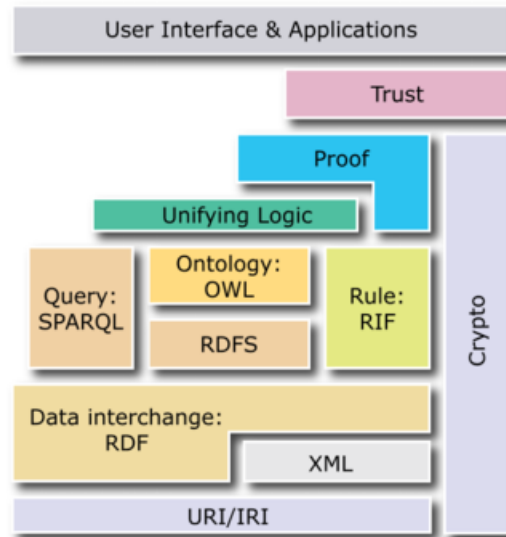 User Interface & Applications
Trust
Proof
Unifying Logic
Query:
SPARQL
Ontology:
OWL
RDFS
Rule:
RIF
Crypto
Data interchange:
RDF
XML
URI/IRI